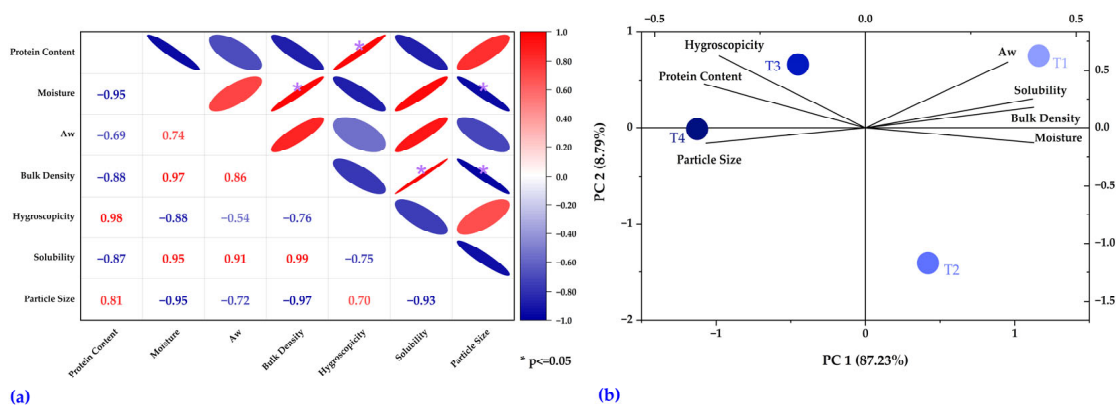 Protein Content
Moisture
Aw
Bulk Density
Hygroscopicity
Solubility
Particle Size
−0.95
−0.69 0.74
−0.88 0.97 0.86
0.98 −0.88 −0.54 −0.76
−0.87 0.95 0.91 0.99 −0.75
0.81 −0.95 −0.72 −0.97 0.70 −0.93
* * * * *
Protein Content Moisture Aw Bulk Density Hygroscopicity Solubility Particle Size
1.0
0.80
0.60
0.40
0.20
0.0
-0.20
-0.40
-0.60
-0.80
-1.0
* p<=0.05
(a)
−0.5 0.0 0.5
1
0
−1
−2
PC 2 (8.79%)
Hygroscopicity
Protein Content
Particle Size
Aw
Solubility
Bulk Density
Moisture
T3
T1
T4
T2
0.5
0.0
−0.5
−1.0
−1.5
−1 0 1
PC 1 (87.23%)
(b)